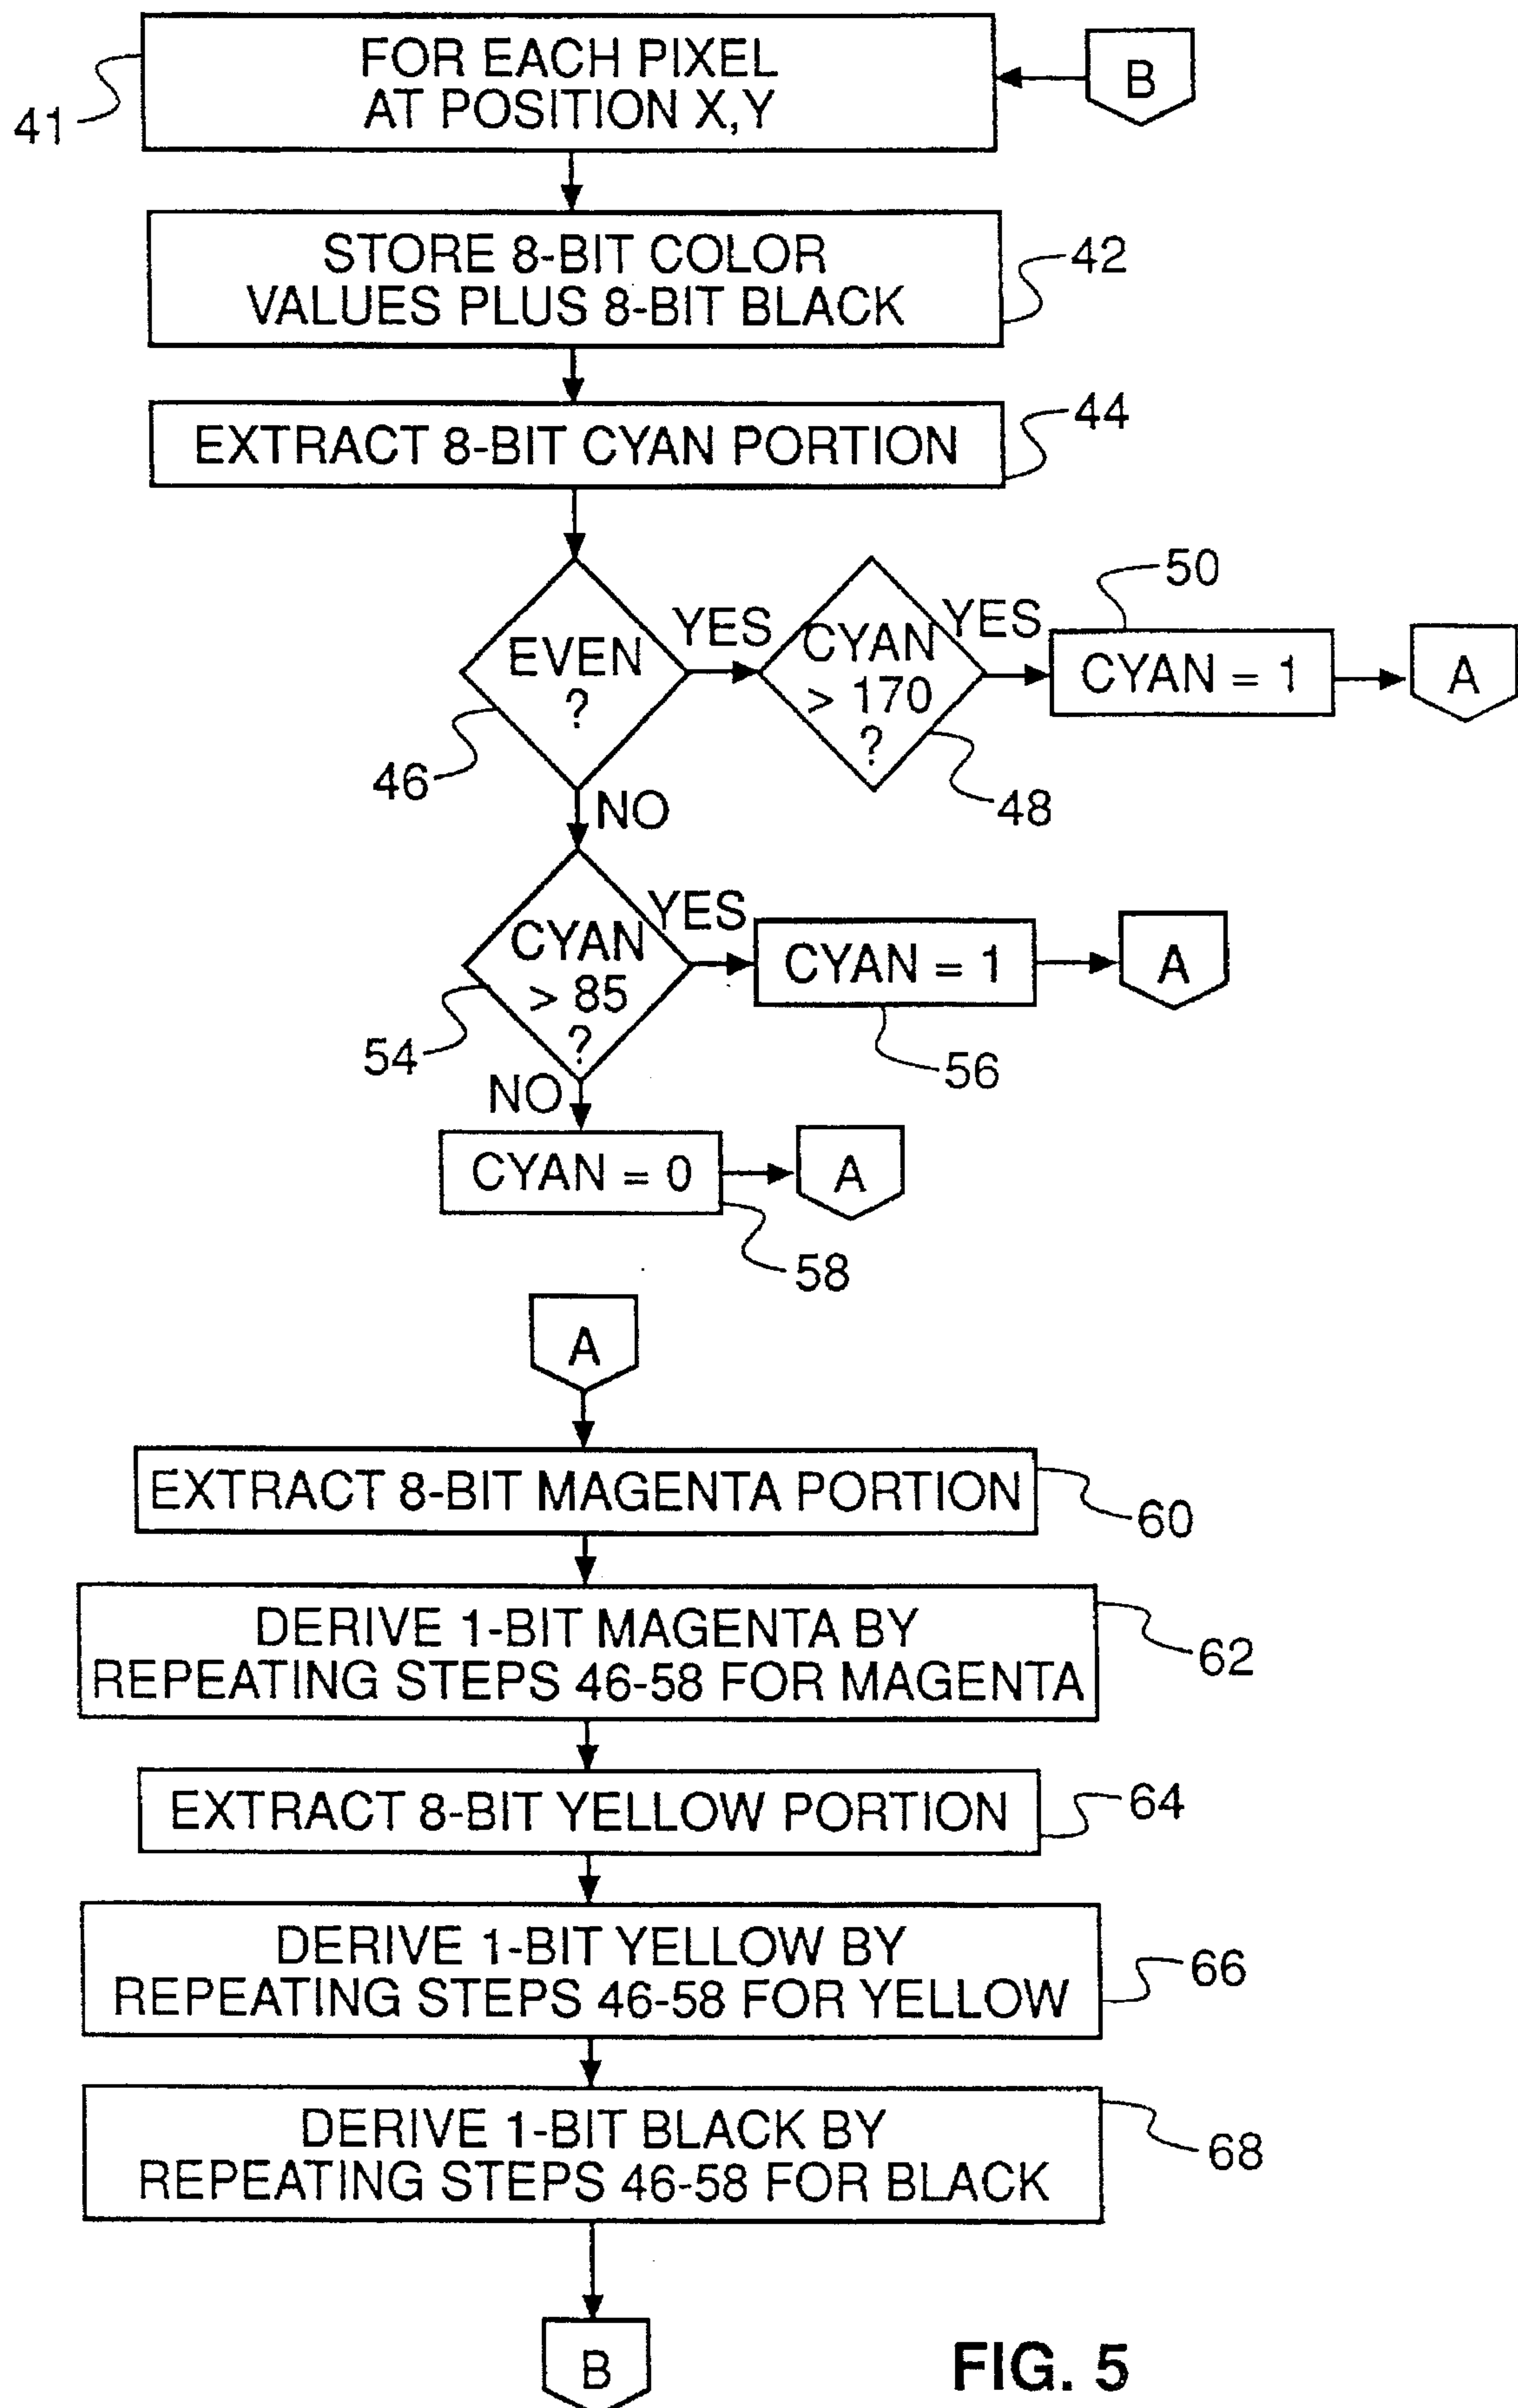 FOR EACH PIXEL
AT POSITION X,Y
B
41
STORE 8-BIT COLOR
VALUES PLUS 8-BIT BLACK
42
EXTRACT 8-BIT CYAN PORTION
44
EVEN
?
46
YES
CYAN
> 170
?
48
YES
50
CYAN = 1
A
NO
CYAN
> 85
?
54
YES
CYAN = 1
56
A
NO
CYAN = 0
58
A
A
EXTRACT 8-BIT MAGENTA PORTION
60
DERIVE 1-BIT MAGENTA BY
REPEATING STEPS 46-58 FOR MAGENTA
62
EXTRACT 8-BIT YELLOW PORTION
64
DERIVE 1-BIT YELLOW BY
REPEATING STEPS 46-58 FOR YELLOW
66
DERIVE 1-BIT BLACK BY
REPEATING STEPS 46-58 FOR BLACK
68
B
FIG. 5